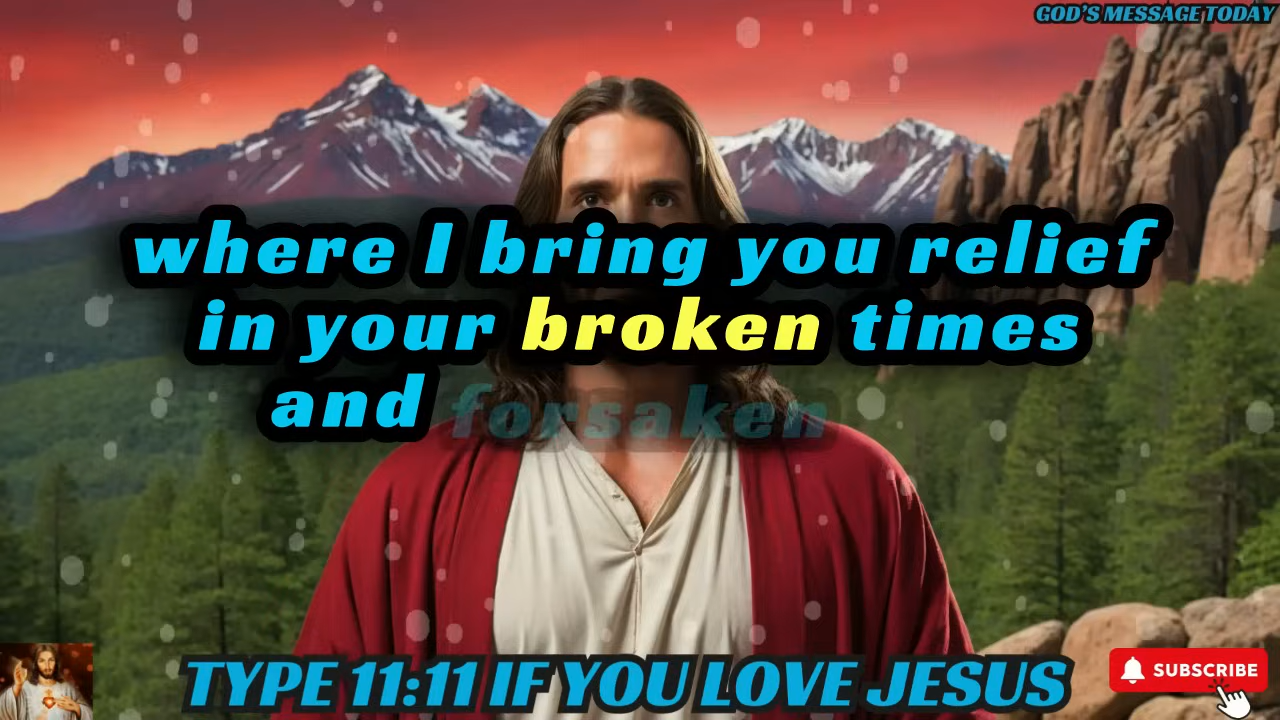 GOD'S MESSAGE TODAY
where I bring you relief
in your broken times
and forsaken
TYPE 11:11 IF YOU LOVE JESUS
SUBSCRIBE